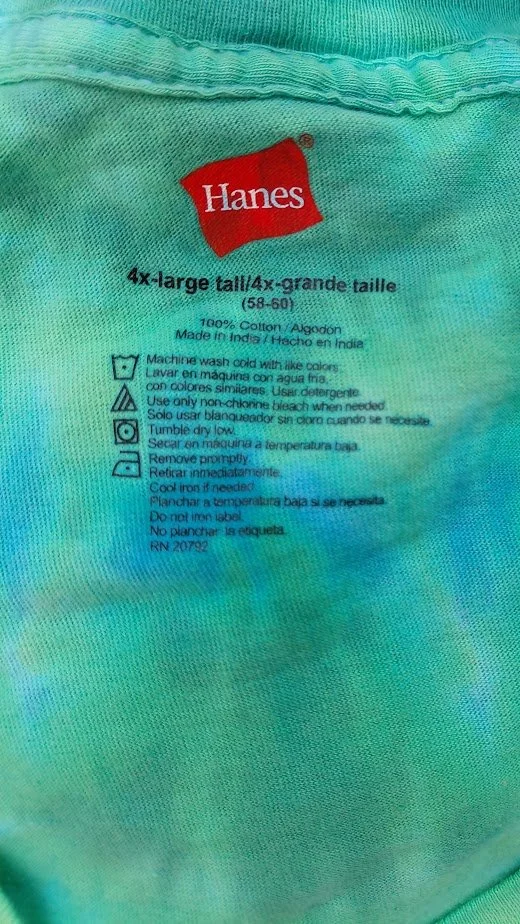 Hanes®
4x-large tall/4x-grande taille
(58-60)
100% Cotton / Algodon
Made in India / Hecho en India
Machine wash cold with like colors.
Lavar en máquina con agua fria,
con colores similares. Usar detergente.
Use only non-chlorine bleach when needed.
Solo usar blanqueador sin cloro cuando se necesite.
Tumble dry low.
Secar en maquina a temperatura baja.
Remove promptly.
Retirar inmediatamente.
Cool iron if needed.
Planchar a temperatura baja si se necesita.
Do not iron label.
No planchar la etiqueta.
RN 20792